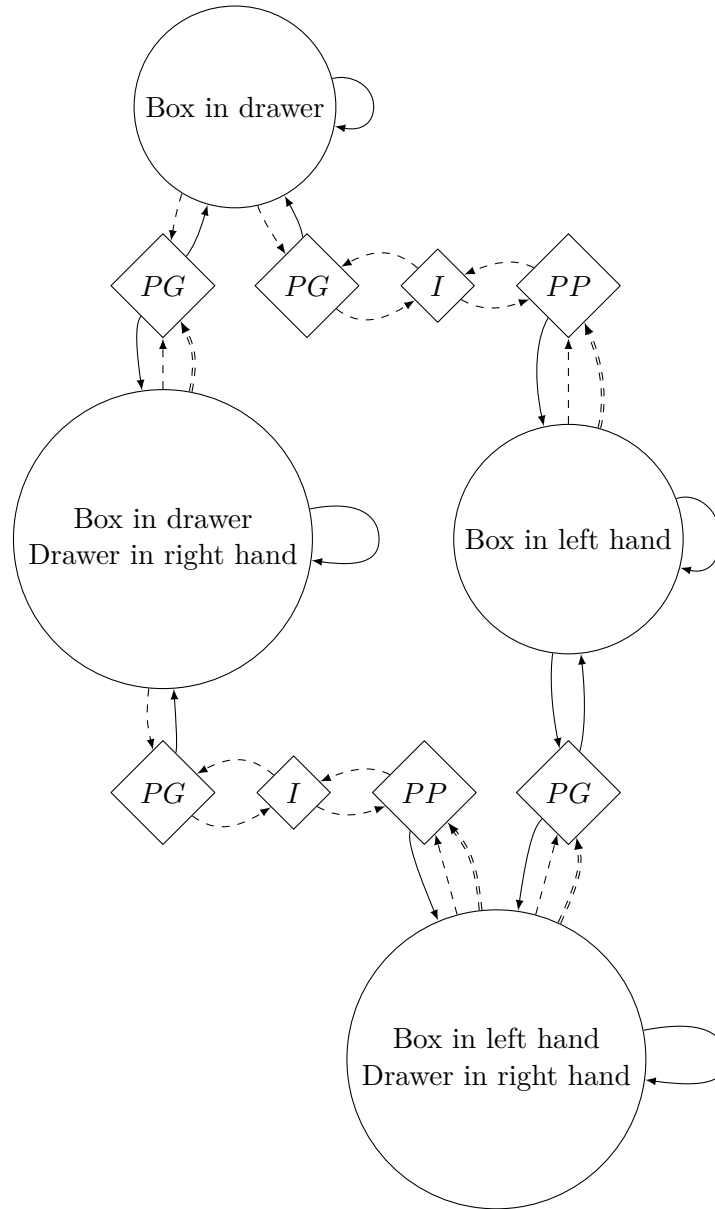 Box in drawer
PG
PG
I
PP
Box in drawer
Drawer in right hand
Box in left hand
PG
I
PP
PG
Box in left hand
Drawer in right hand